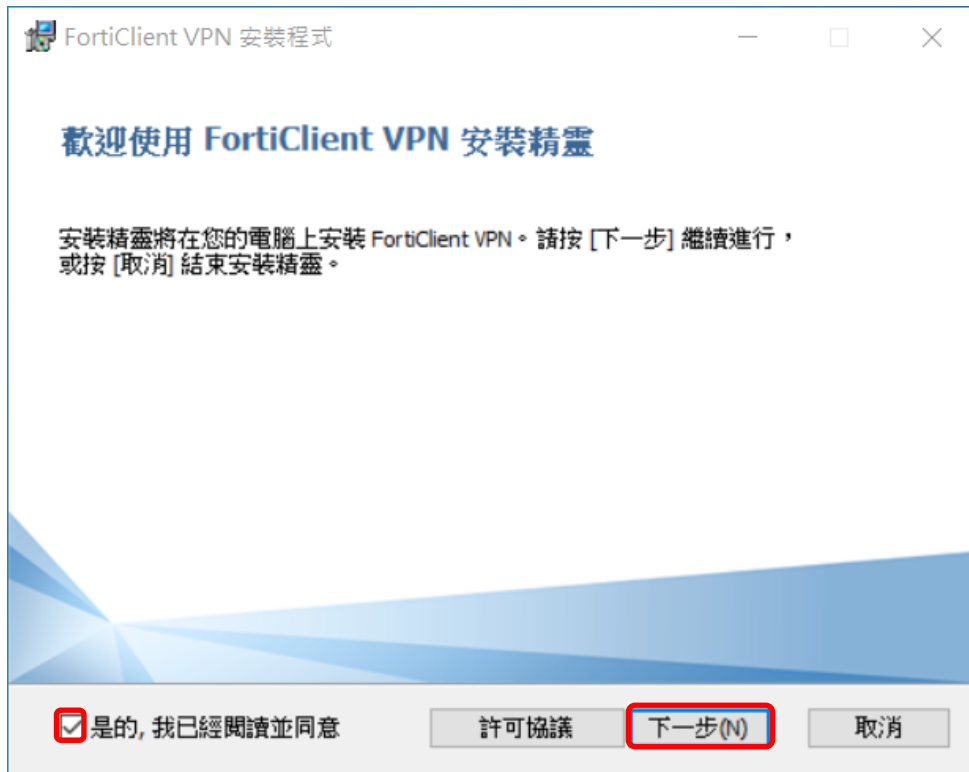 FortiClient VPN 安裝程式
歡迎使用 FortiClient VPN 安裝精靈
安裝精靈將在您的電腦上安裝 FortiClient VPN。請按 [下一步] 繼續進行，
或按 [取消] 結束安裝精靈。
是的, 我已經閱讀並同意
許可協議
下一步(N)
取消